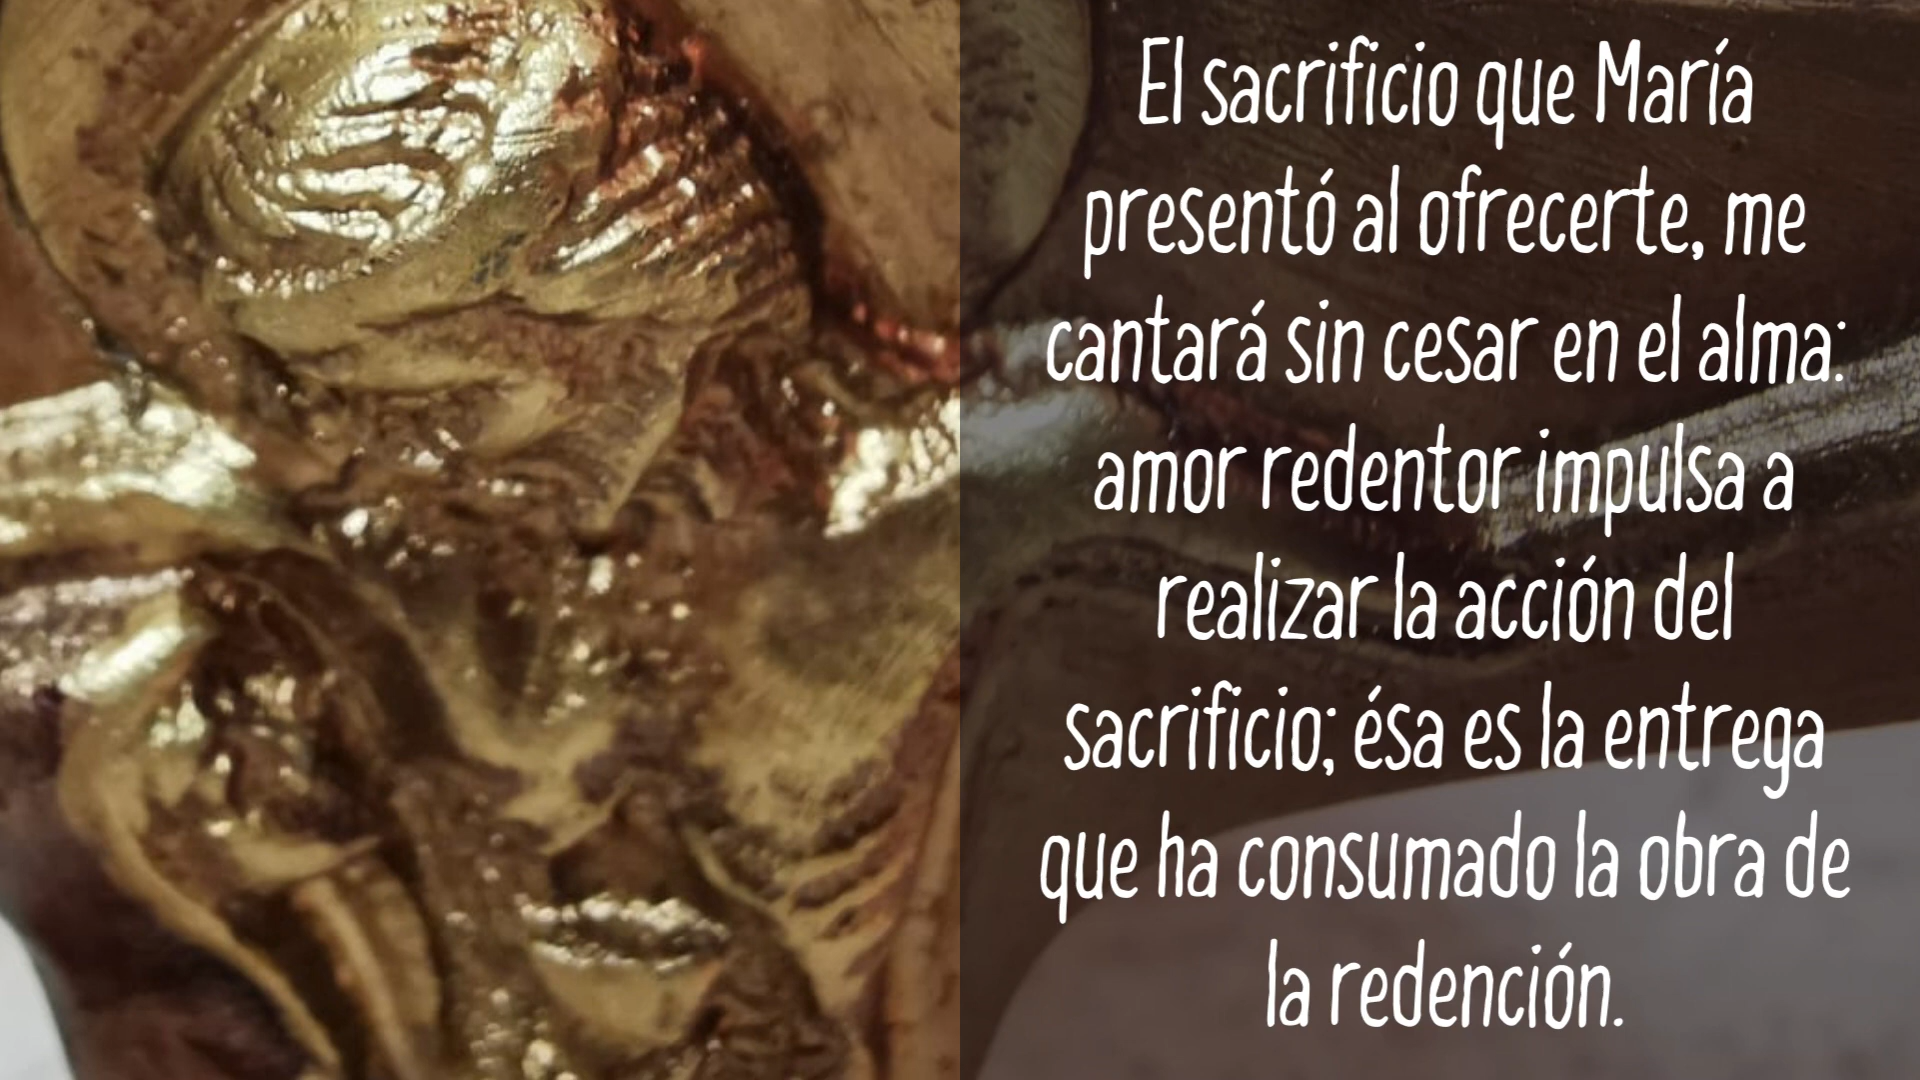 El sacrificio que María
presentó al ofrecerte, me
cantará sin cesar en el alma:
amor redentor impulsa a
realizar la acción del
sacrificio; ésa es la entrega
que ha consumado la obra de
la redención.